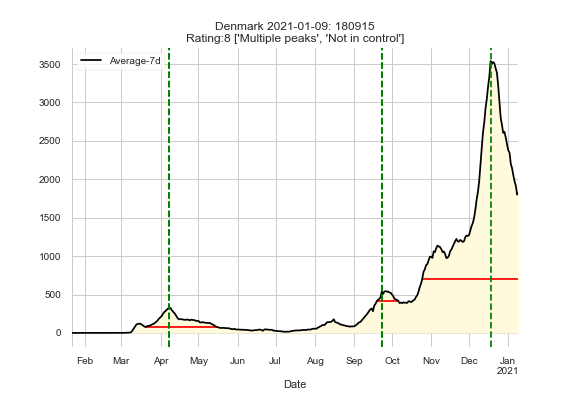 Denmark 2021-01-09: 180915
Rating:8 ['Multiple peaks', 'Not in control']
Average-7d
3500
3000
2500
2000
1500
1000
500
0
Feb Mar Apr May Jun Jul Aug Sep Oct Nov Dec Jan
2021
Date